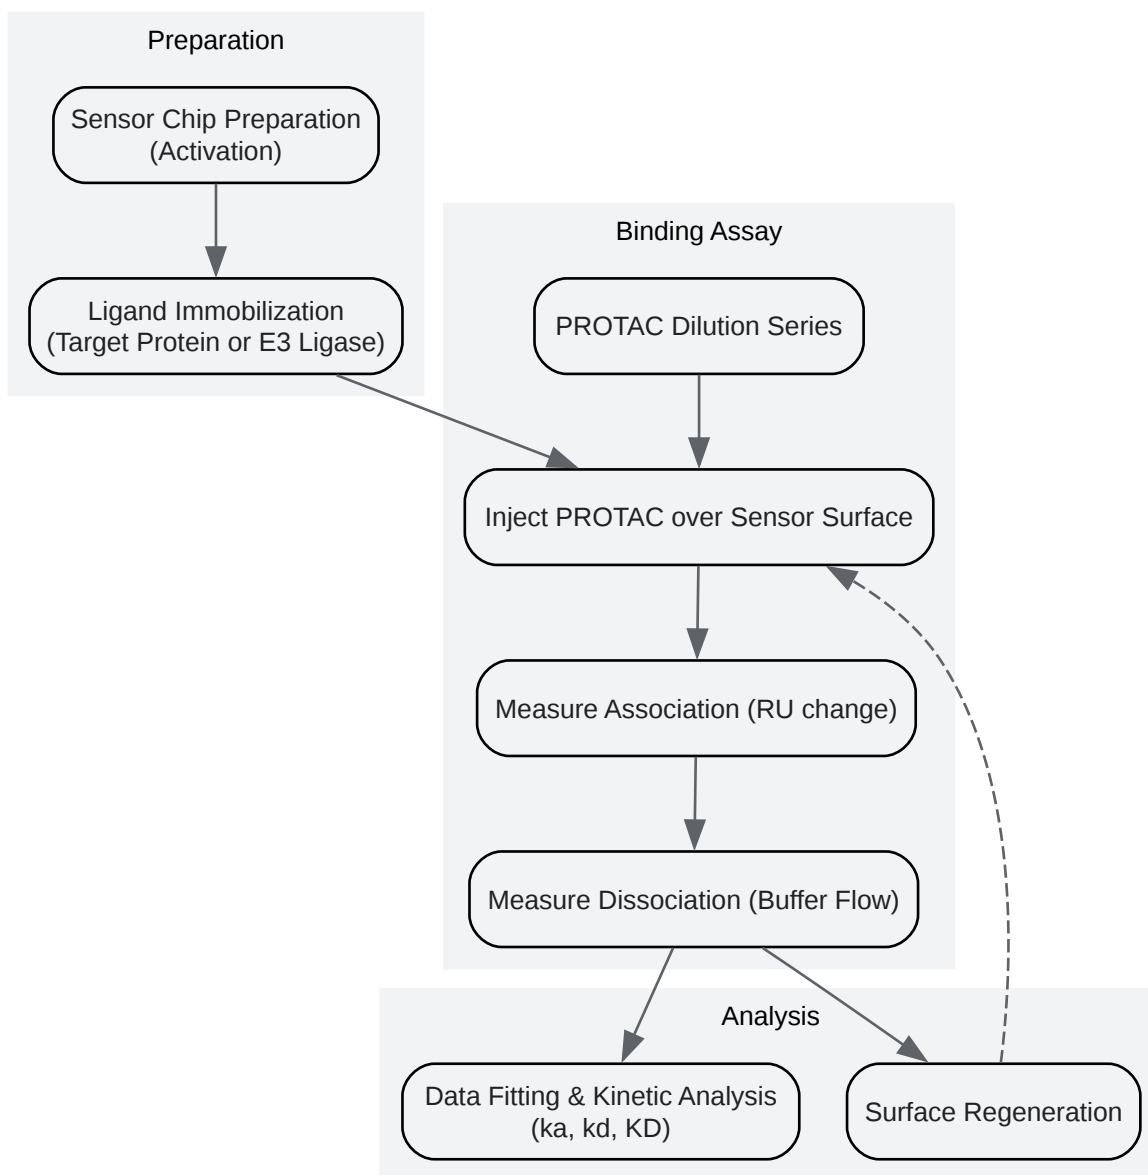 Preparation
Sensor Chip Preparation
(Activation)
Ligand Immobilization
(Target Protein or E3 Ligase)
Binding Assay
PROTAC Dilution Series
Inject PROTAC over Sensor Surface
Measure Association (RU change)
Measure Dissociation (Buffer Flow)
Analysis
Data Fitting & Kinetic Analysis
(ka, kd, KD)
Surface Regeneration